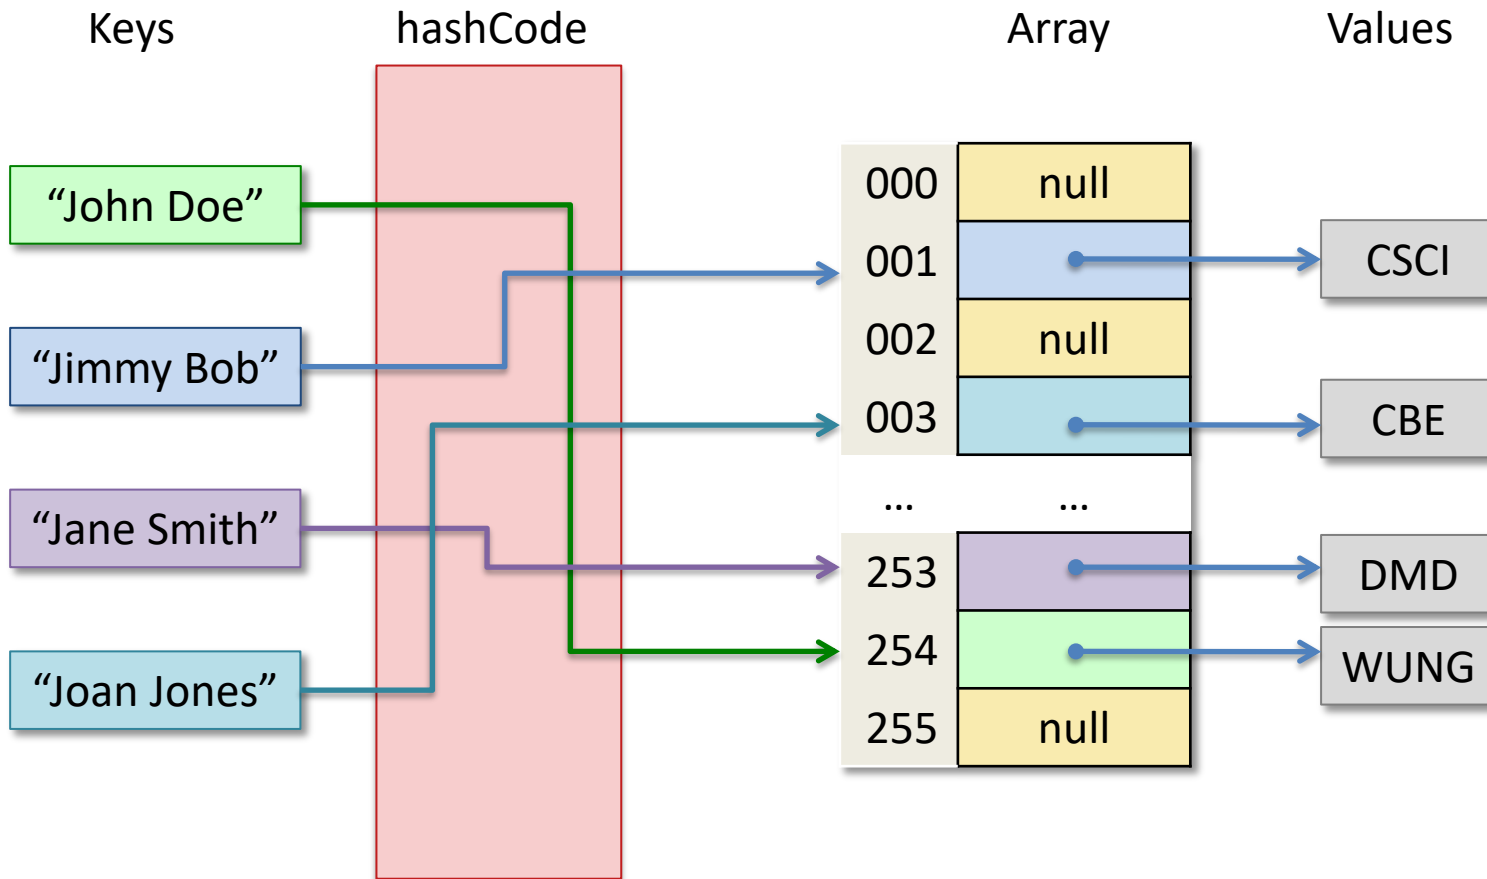 Keys hashCode Array Values
“John Doe”
“Jimmy Bob”
“Jane Smith”
“Joan Jones”
000 null
001
002 null
003
... ...
253
254
255 null
CSCI
CBE
DMD
WUNG